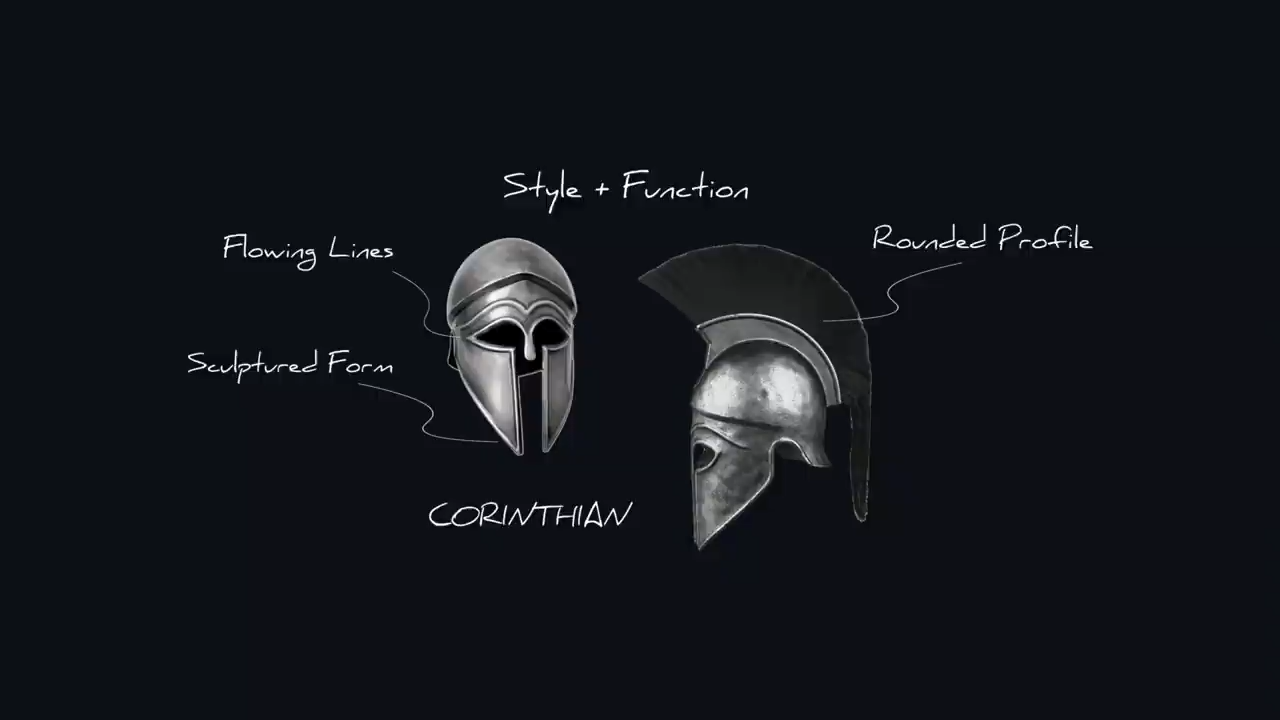 Style + Function
Flowing Lines
Rounded Profile
Sculptured Form
CORINTHIAN